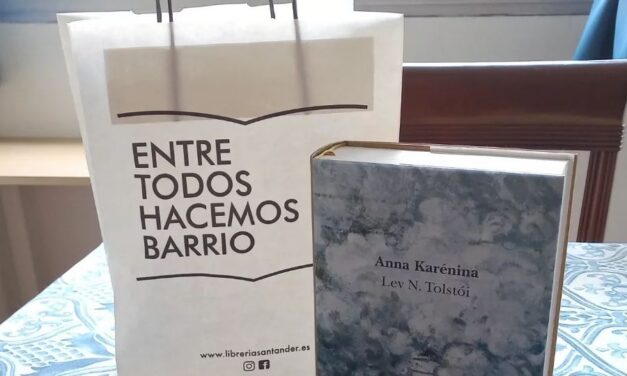 ENTRE
TODOS
HACEMOS
BARRIO
www.libreriasantander.es
Anna Karénina
Lev N. Tolstói